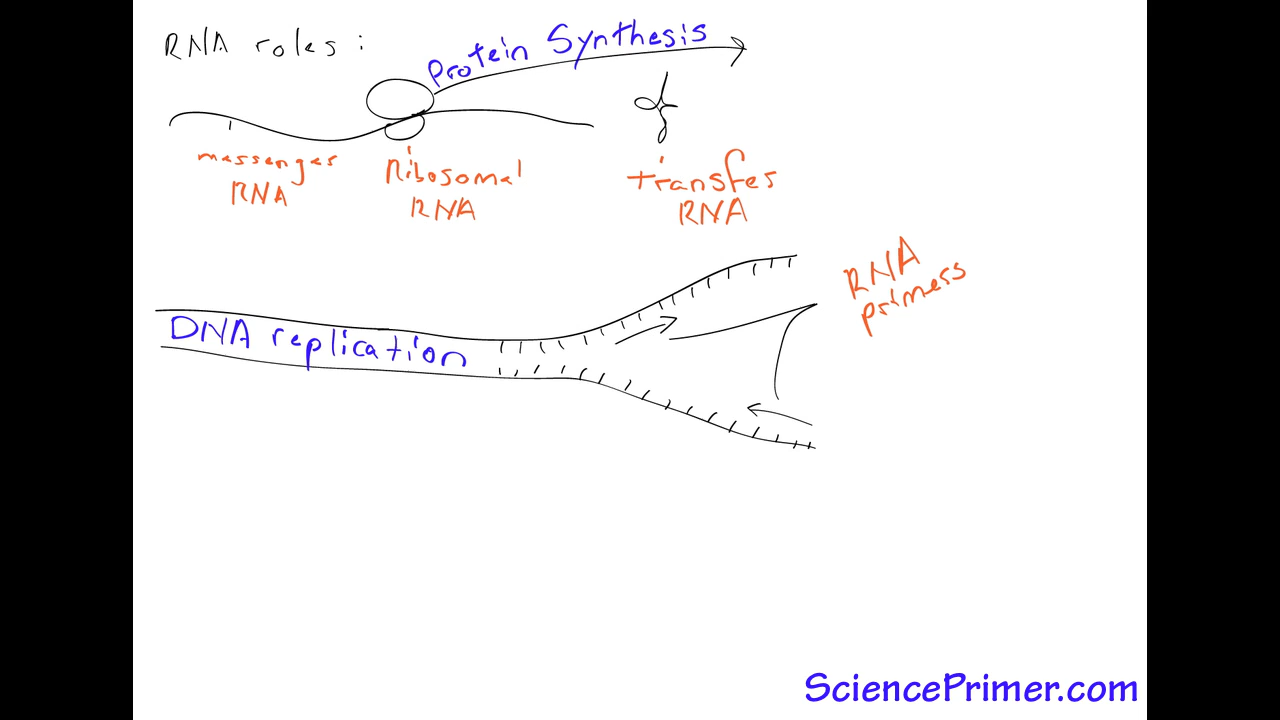 RNA roles:
Protein Synthesis
messenger
RNA
Ribosomal
RNA
transfer
RNA
RNA
primers
DNA replication
SciencePrimer.com